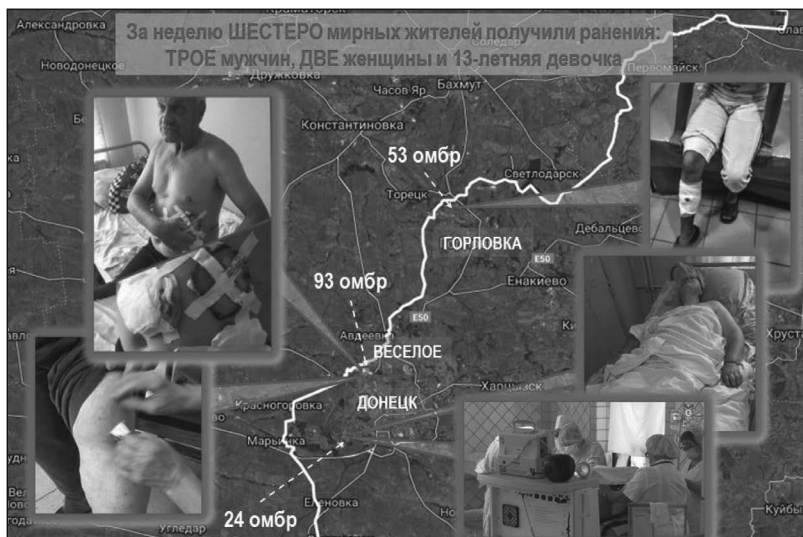 Краматорск
Александровка
За неделю ШЕСТЕРО мирных жителей получили ранения:
ТРОЕ мужчин, ДВЕ женщины и 13-летняя девочка
Соледар
Новодонецкое
Дружковка
Первомайск
Часов Яр
Бахмут
Константиновка
53 омбр
Светлодарск
Торецк
Дебальцево
ГОРЛОВКА
E50
93 омбр
Енакиево
E50
Авдеевка
ВЕСЕЛОЕ
Харцызск
Красногоровка
ДОНЕЦК
Марьинка
Еленовка
24 омбр
Угледар